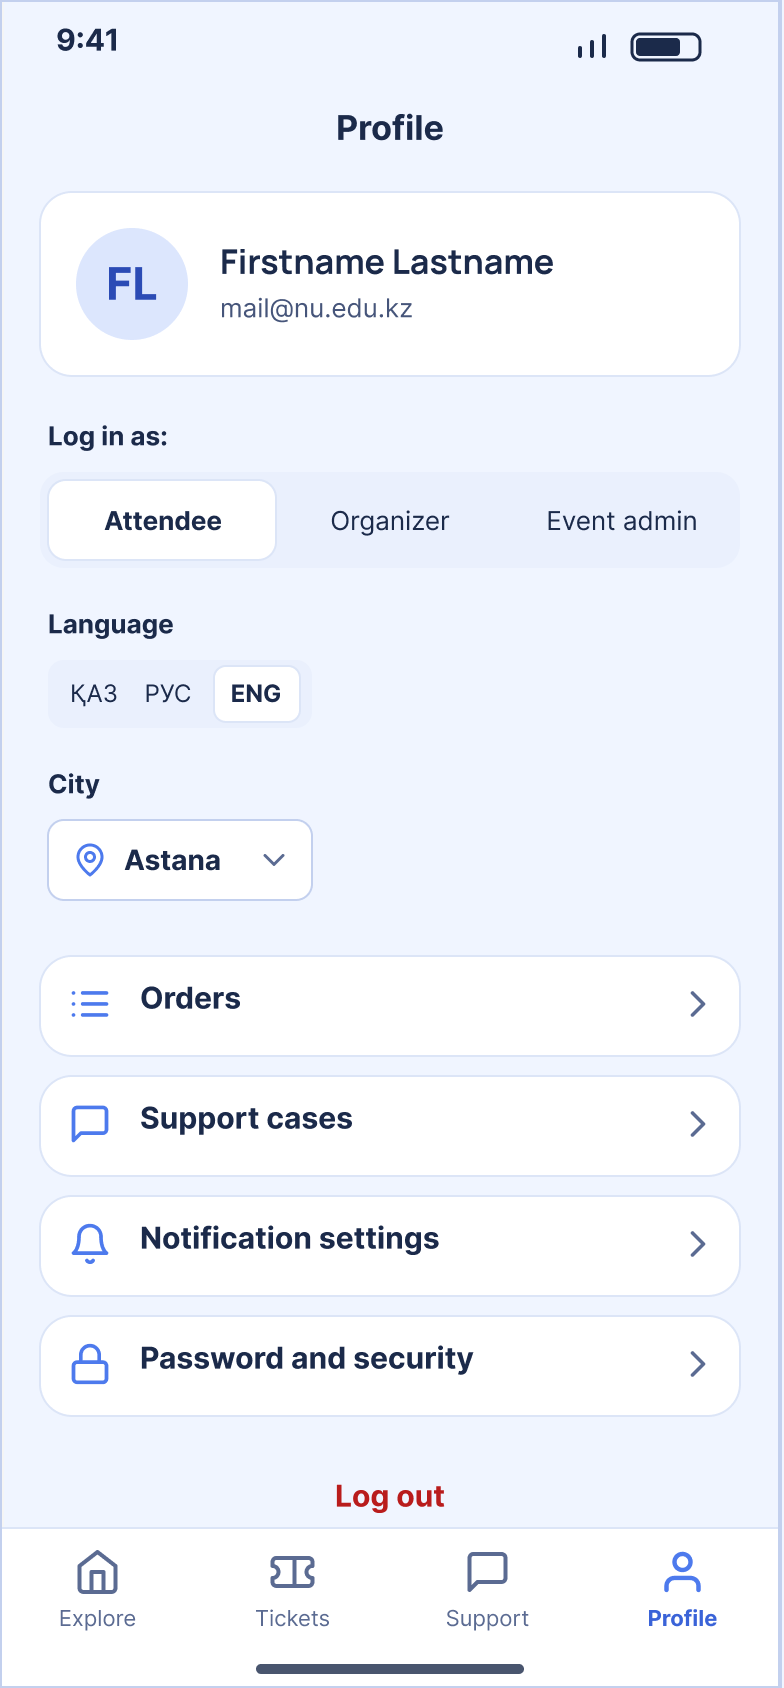 9:41
Profile
FL
Firstname Lastname
mail@nu.edu.kz
Log in as:
Attendee Organizer Event admin
Language
ҚАЗ РУС ENG
City
Astana
Orders
Support cases
Notification settings
Password and security
Log out
Explore Tickets Support Profile